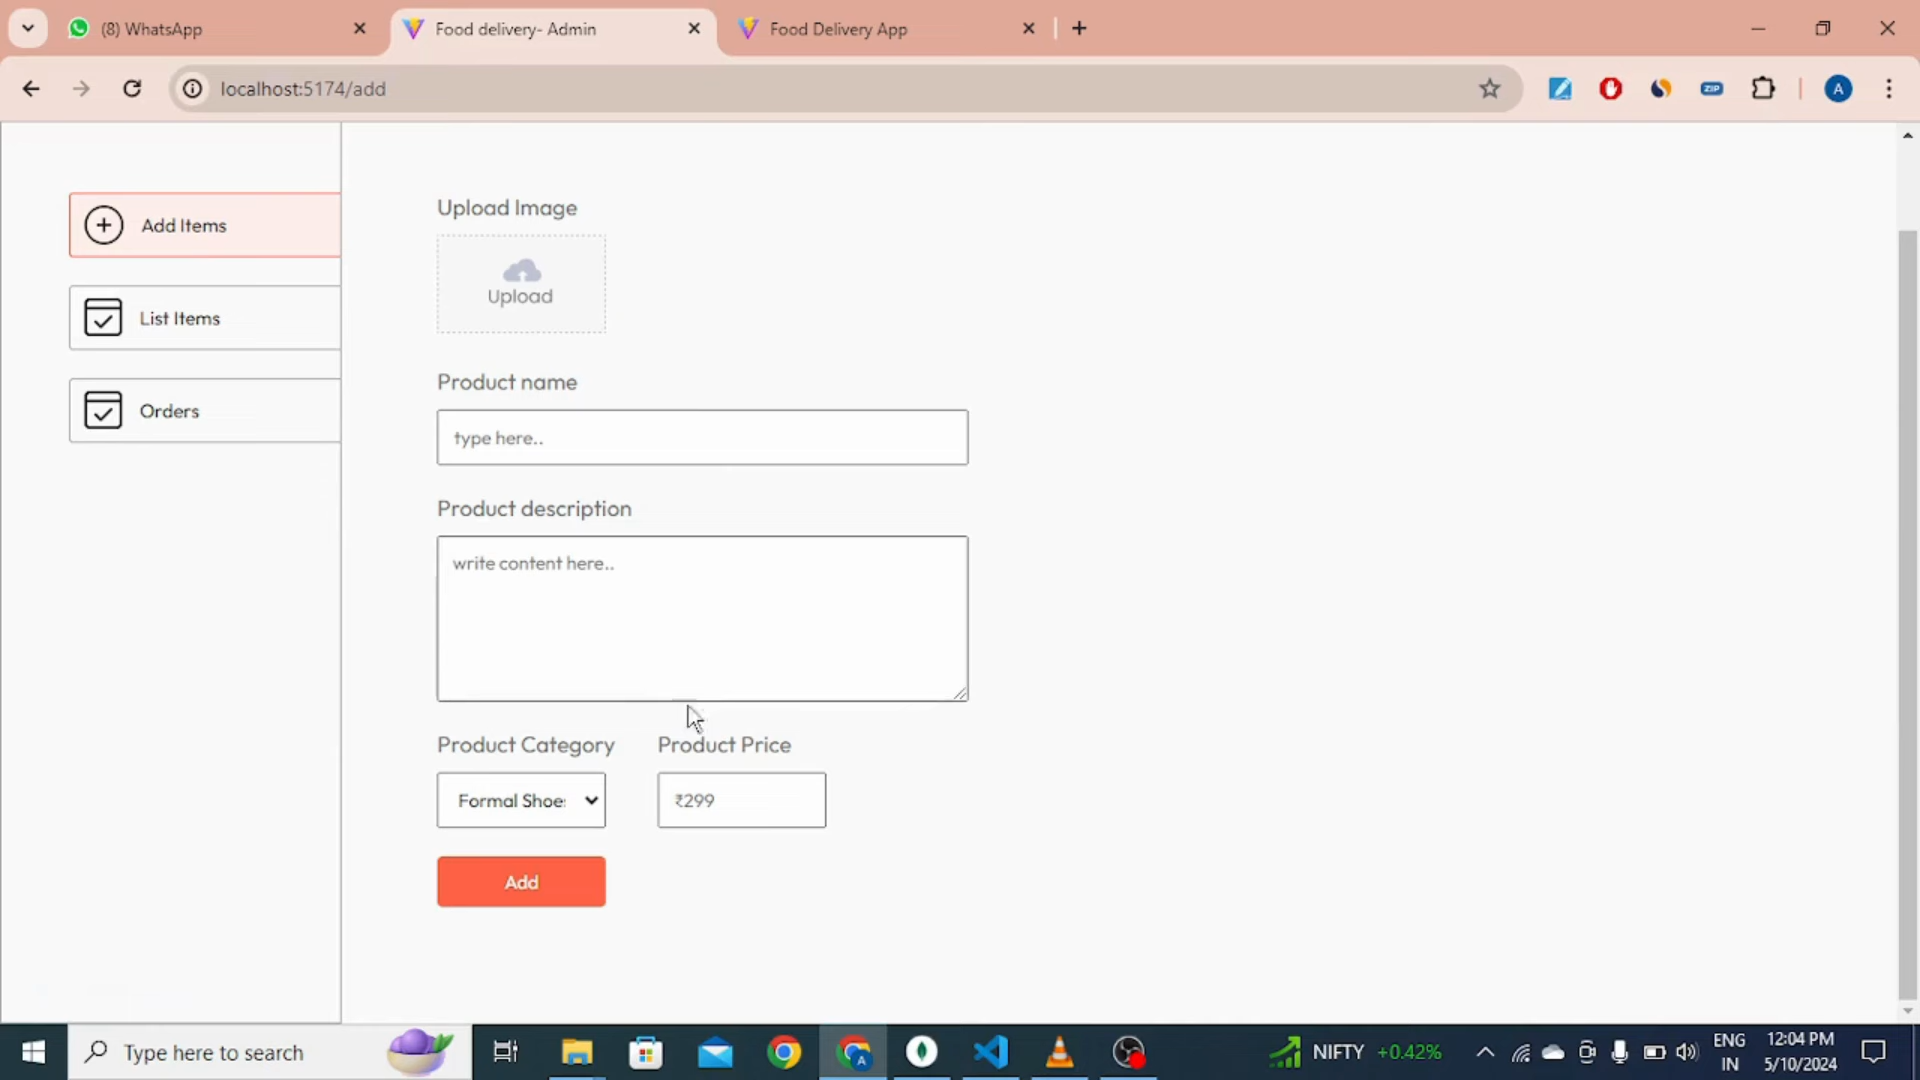 (8) WhatsApp
Food delivery- Admin
Food Delivery App
localhost:5174/add
ZIP
A
Add Items
List Items
Orders
Upload Image
Upload
Product name
type here..
Product description
write content here..
Product Category
Product Price
Formal Shoe
₹299
Add
Type here to search
A
NIFTY +0.42%
ENG
IN
12:04 PM
5/10/2024